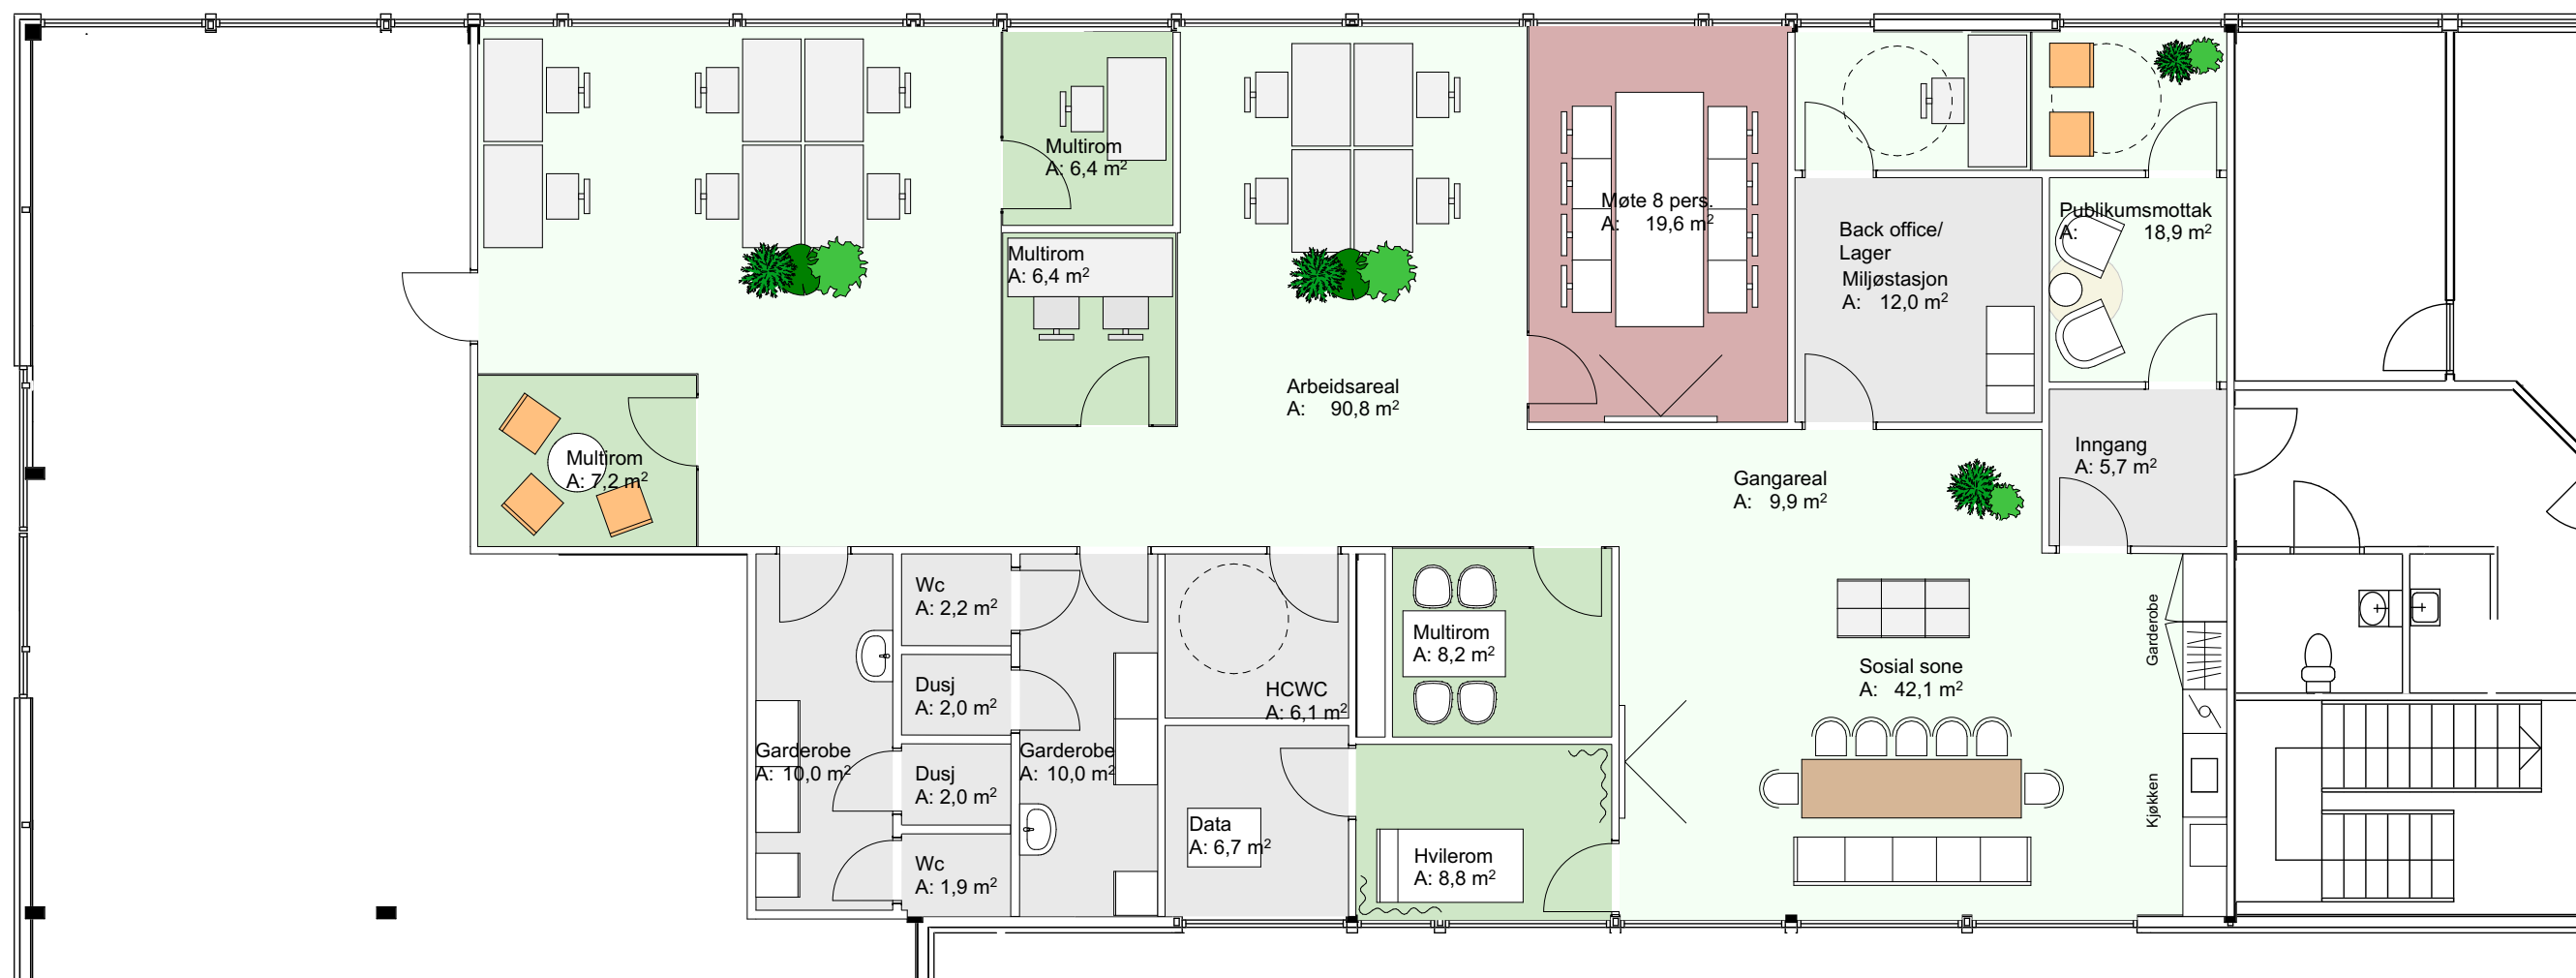 Multirom
A: 6,4 m²
Multirom
A: 6,4 m²
Møte 8 pers.
A: 19,6 m²
Back office/
Lager
Miljøstasjon
A: 12,0 m²
Publikumsmottak
A: 18,9 m²
Arbeidsareal
A: 90,8 m²
Multirom
A: 7,2 m²
Gangareal
A: 9,9 m²
Inngang
A: 5,7 m²
Wc
A: 2,2 m²
Dusj
A: 2,0 m²
Garderobe
A: 10,0 m²
Dusj
A: 2,0 m²
Wc
A: 1,9 m²
Garderobe
A: 10,0 m²
HCWC
A: 6,1 m²
Data
A: 6,7 m²
Multirom
A: 8,2 m²
Hvilerom
A: 8,8 m²
Sosial sone
A: 42,1 m²
Garderobe
Kjøkken